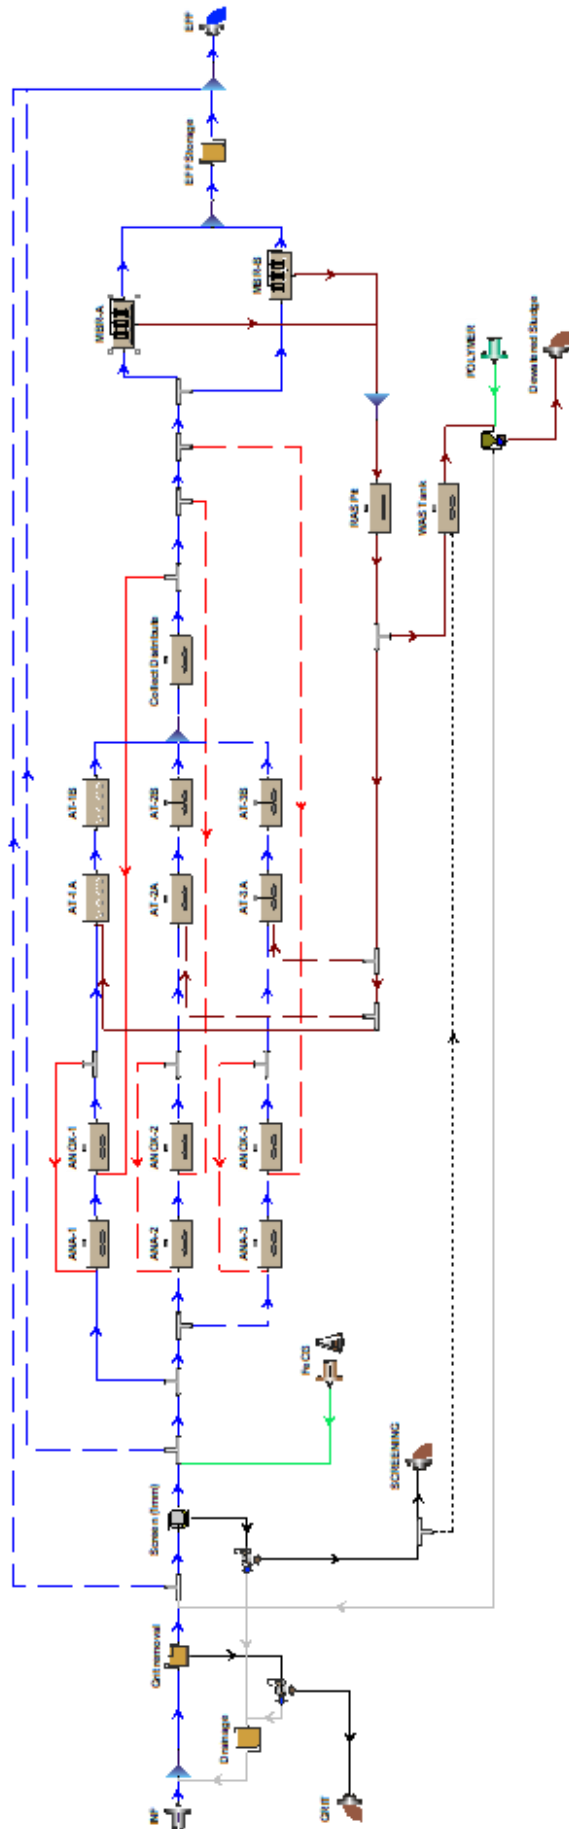 INF
GRIT
Drainage
Grit removal
Screen (1mm)
SCREENING
FeCl3
ANA-1
ANOX-1
ANA-2
ANOX-2
ANA-3
ANOX-3
AT-1A
AT-1B
AT-2A
AT-2B
AT-3A
AT-3B
Collect Distribute
RAS Pit
WAS Tank
MBR-A
MBR-B
EFF Storage
EFF
POLYMER
Dewatered Sludge